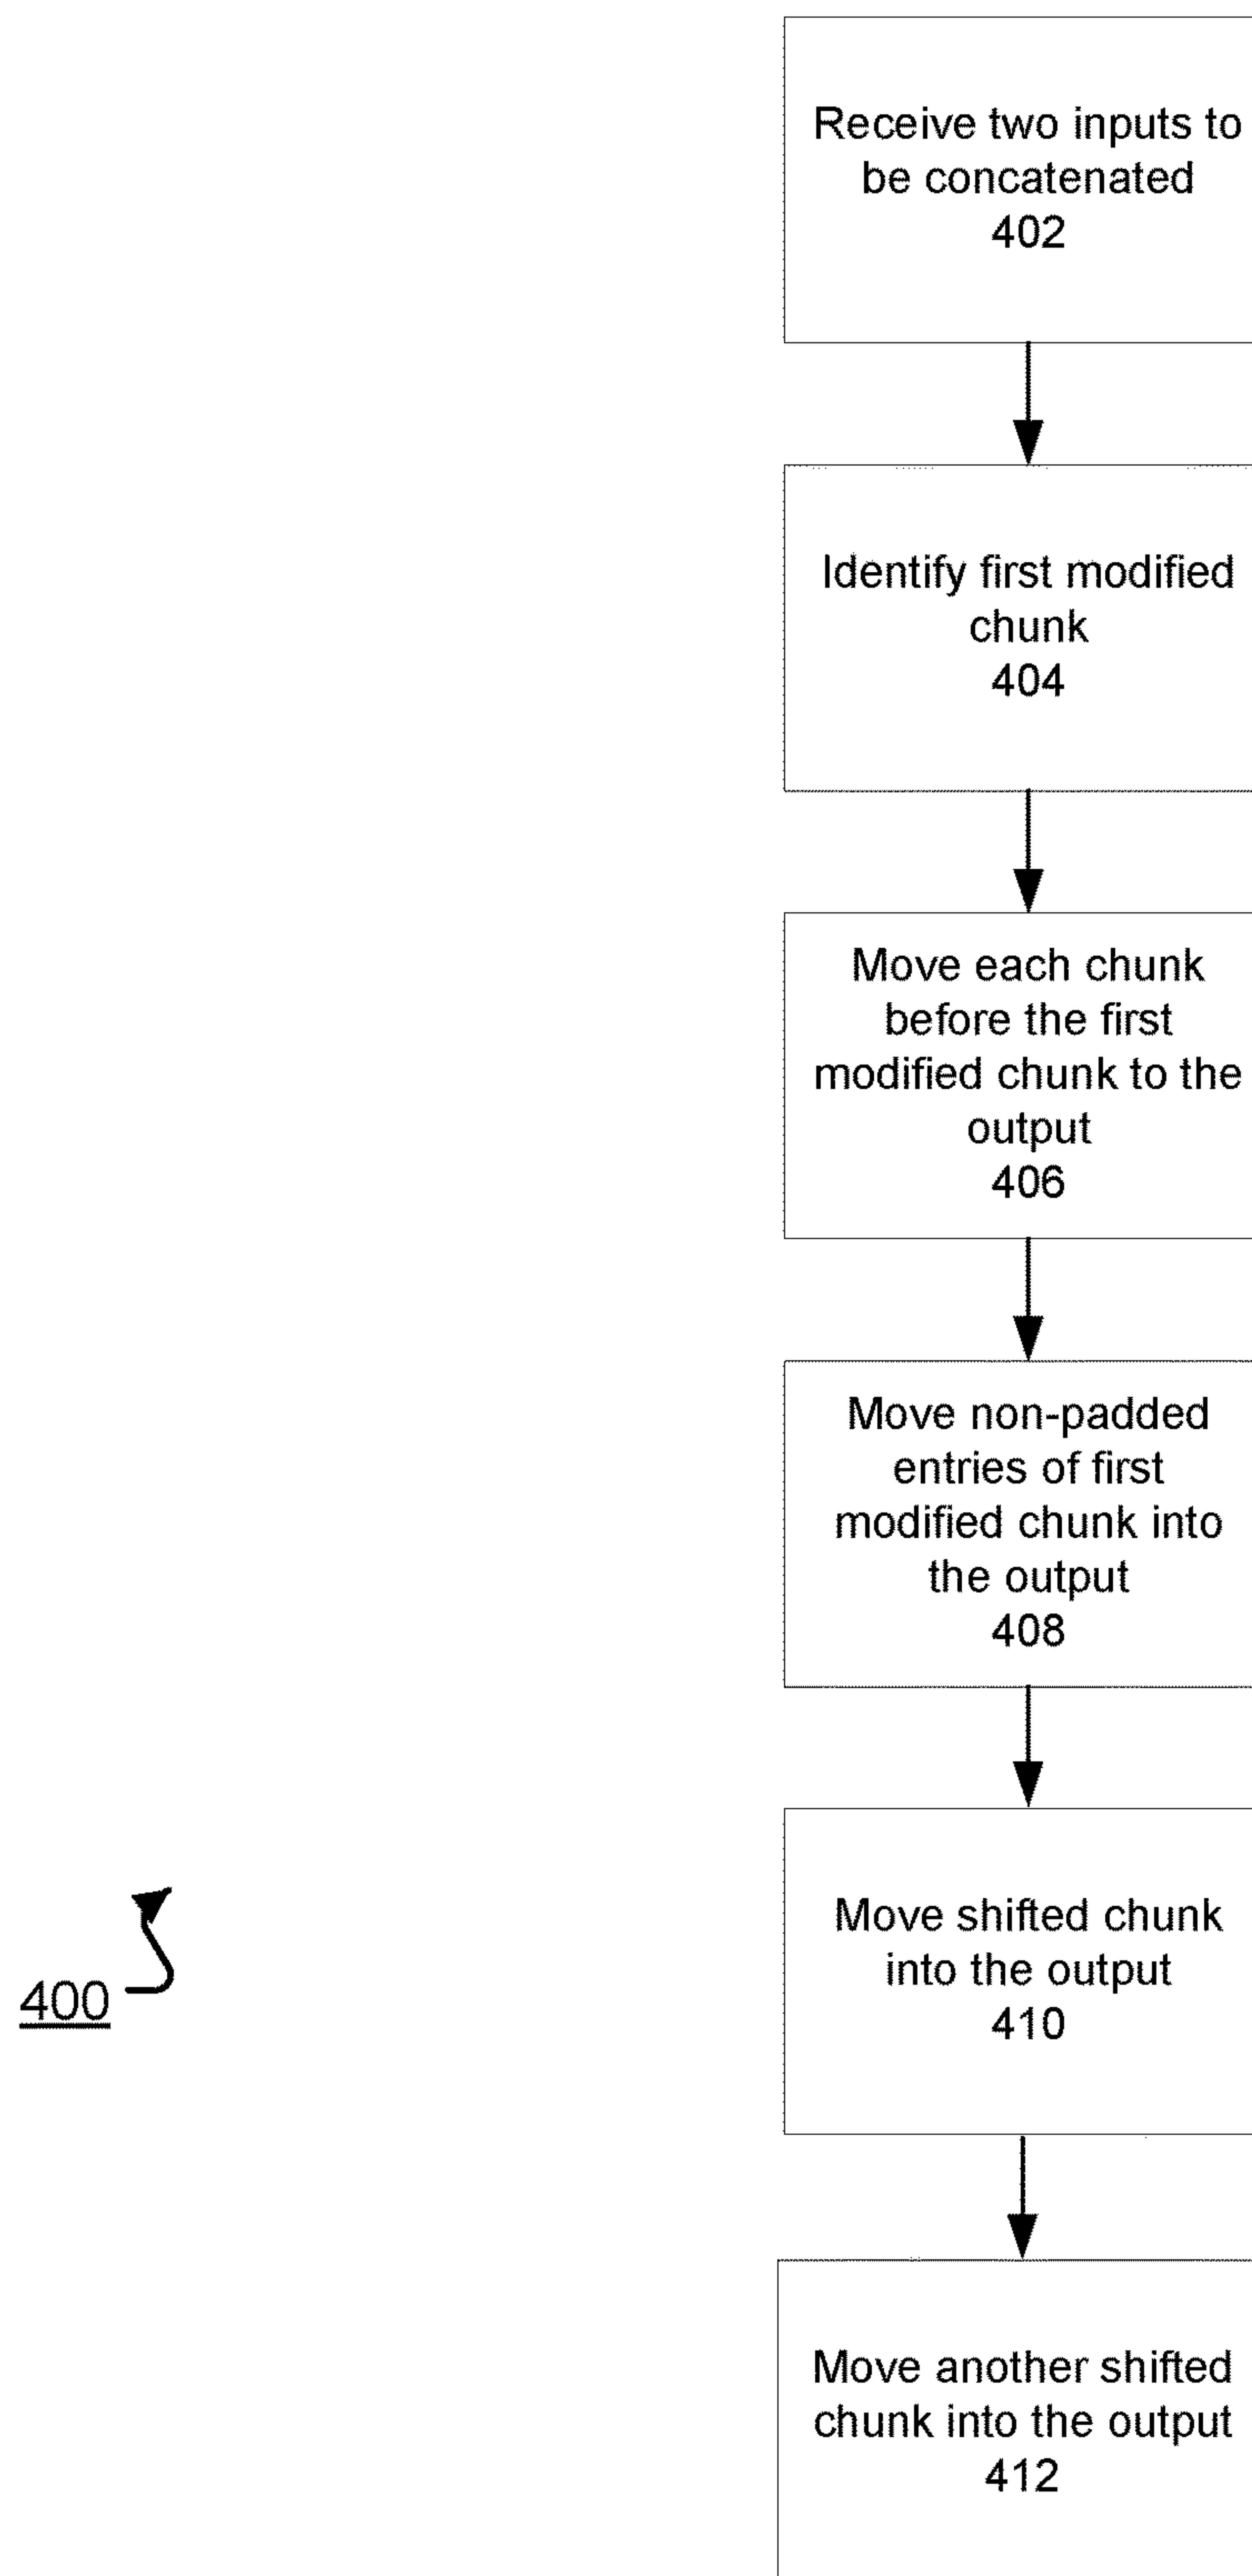 Receive two inputs to
be concatenated
402
Identify first modified
chunk
404
Move each chunk
before the first
modified chunk to the
output
406
Move non-padded
entries of first
modified chunk into
the output
408
Move shifted chunk
into the output
410
400
Move another shifted
chunk into the output
412